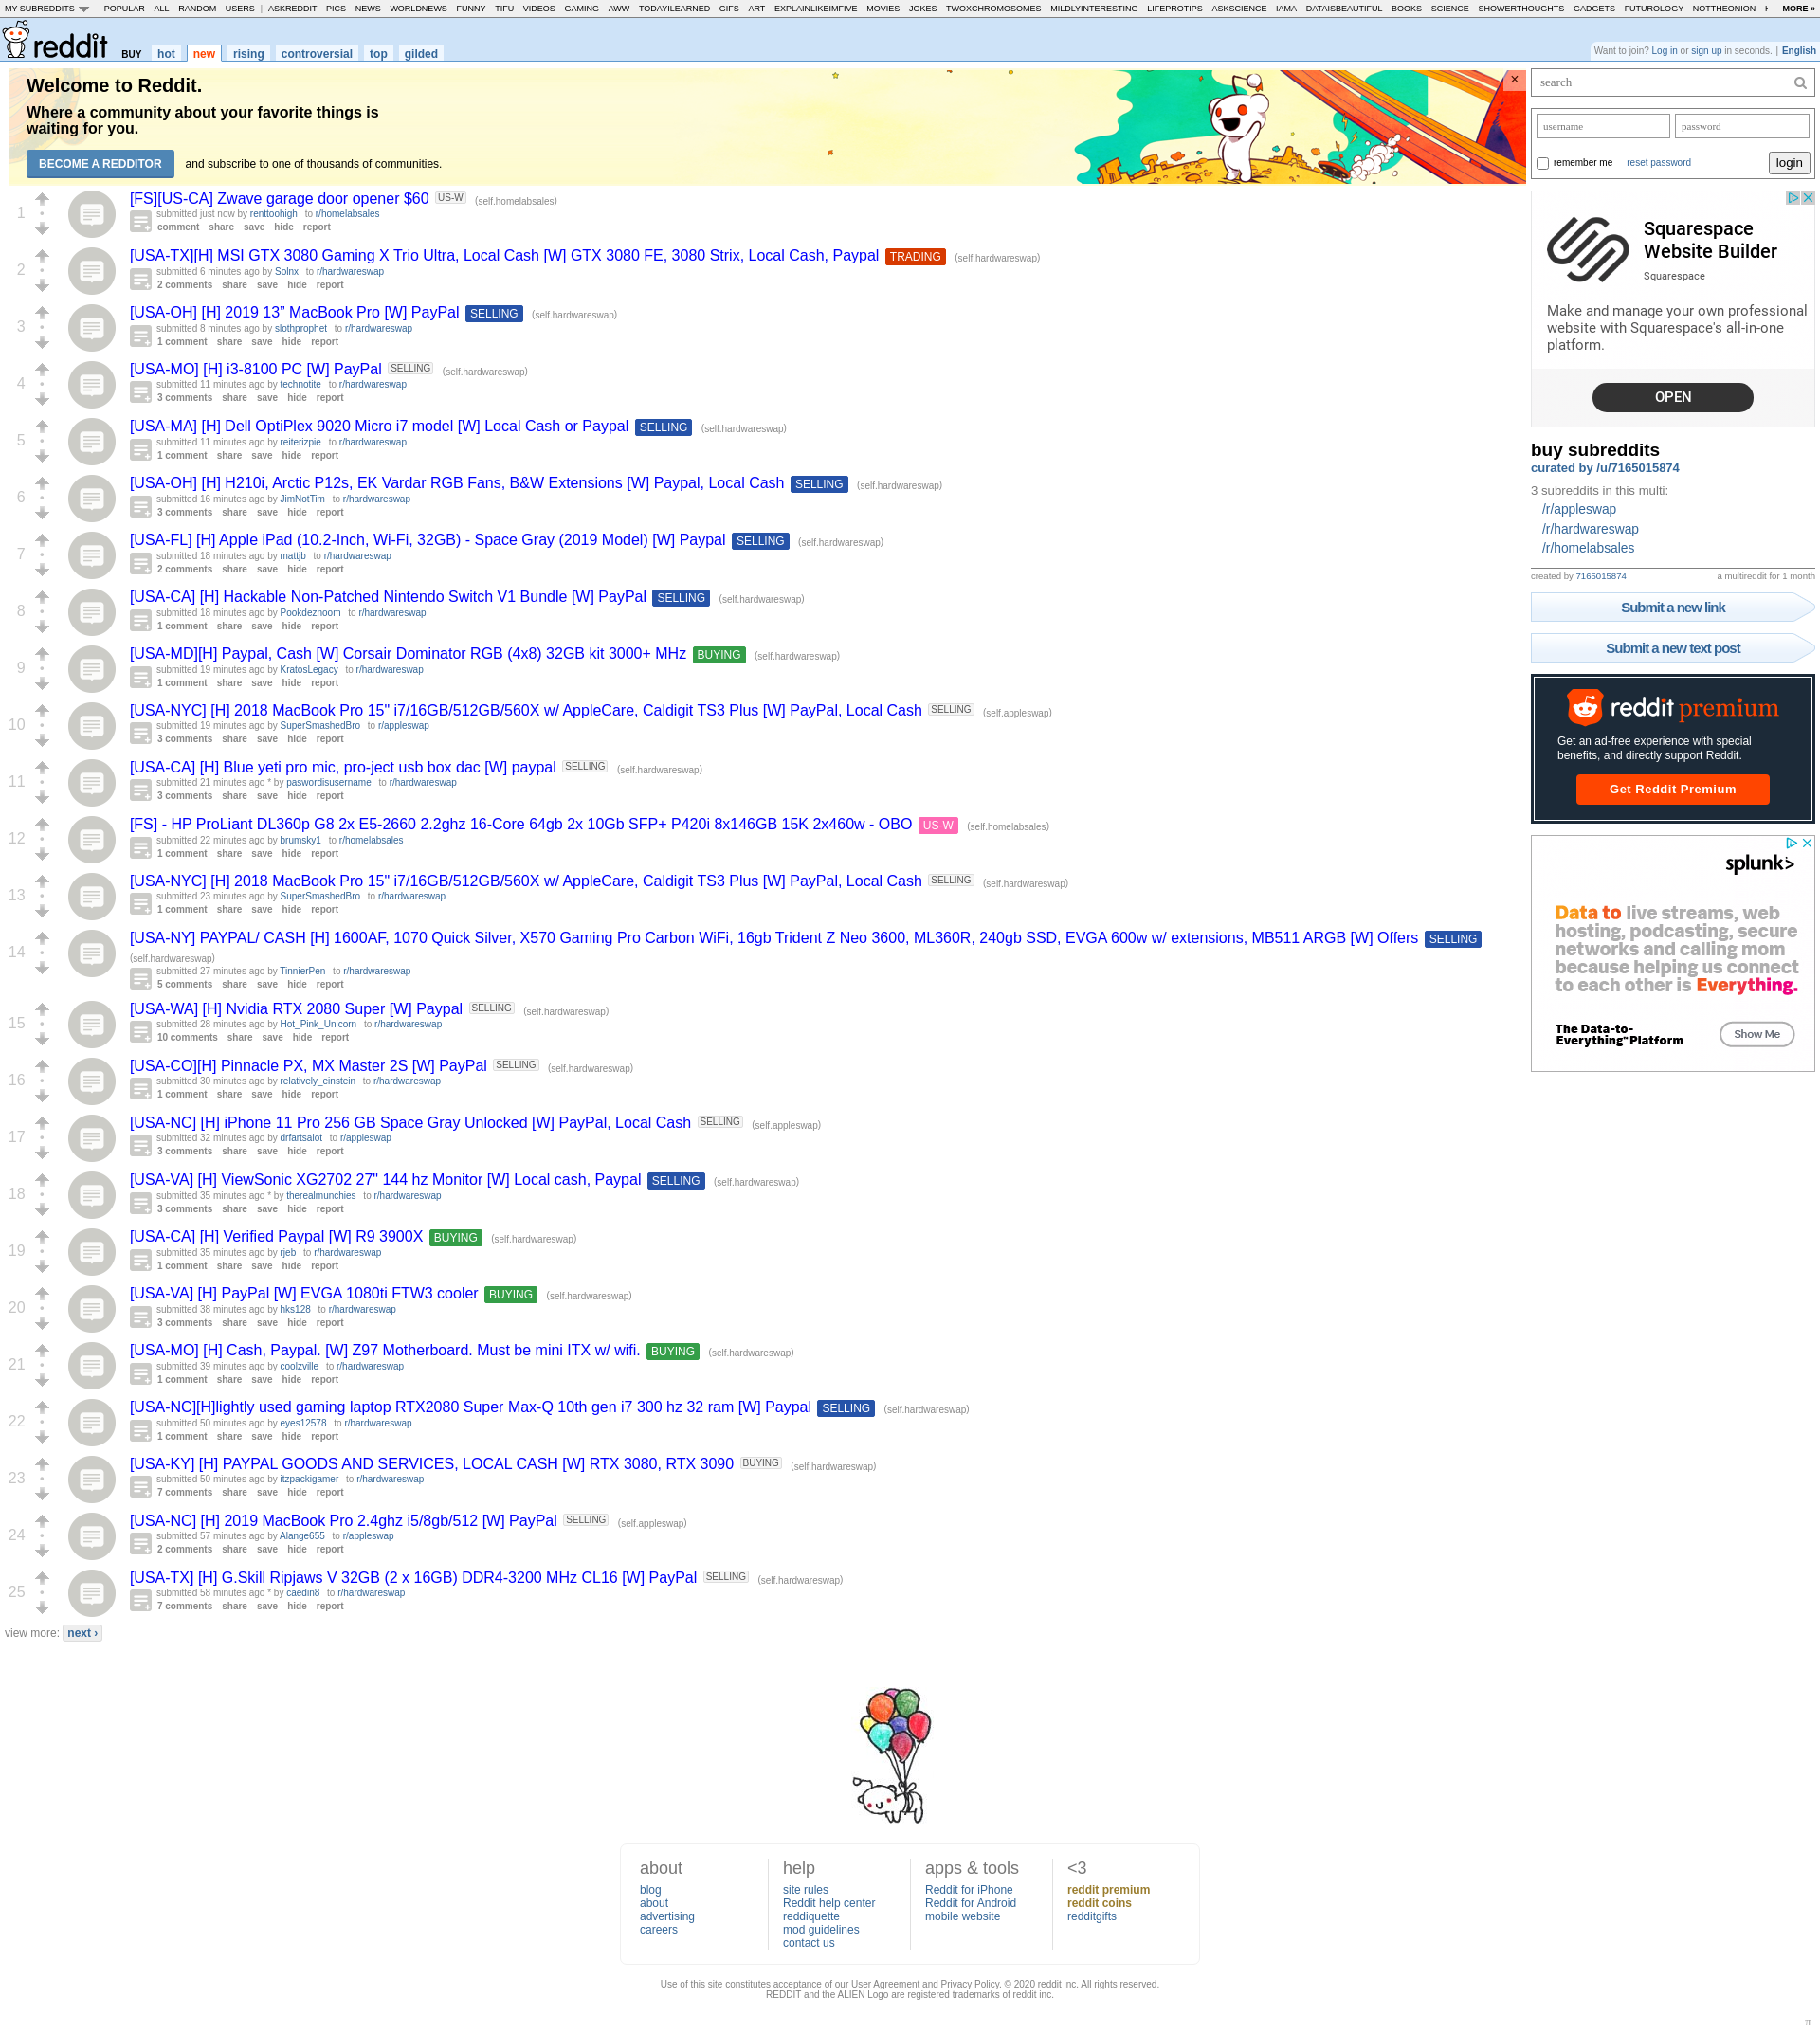 MY SUBREDDITS POPULAR - ALL - RANDOM - USERS | ASKREDDIT - PICS - NEWS - WORLDNEWS - FUNNY - TIFU - VIDEOS - GAMING - AWW - TODAYILEARNED - GIFS - ART - EXPLAINLIKEIMFIVE - MOVIES - JOKES - TWOXCHROMOSOMES - MILDLYINTERESTING - LIFEPROTIPS - ASKSCIENCE - IAMA - DATAISBEAUTIFUL - BOOKS - SCIENCE - SHOWERTHOUGHTS - GADGETS - FUTUROLOGY - NOTTHEONION - MORE »
reddit BUY hot new rising controversial top gilded
Want to join? Log in or sign up in seconds. | English
Welcome to Reddit.
Where a community about your favorite things is
waiting for you.
BECOME A REDDITOR and subscribe to one of thousands of communities.
1
[FS][US-CA] Zwave garage door opener $60 US-W (self.homelabsales)
submitted just now by renttoohigh to r/homelabsales
comment share save hide report
2
[USA-TX][H] MSI GTX 3080 Gaming X Trio Ultra, Local Cash [W] GTX 3080 FE, 3080 Strix, Local Cash, Paypal TRADING (self.hardwareswap)
submitted 6 minutes ago by Solnx to r/hardwareswap
2 comments share save hide report
3
[USA-OH] [H] 2019 13” MacBook Pro [W] PayPal SELLING (self.hardwareswap)
submitted 8 minutes ago by slothprophet to r/hardwareswap
1 comment share save hide report
4
[USA-MO] [H] i3-8100 PC [W] PayPal SELLING (self.hardwareswap)
submitted 11 minutes ago by technotite to r/hardwareswap
3 comments share save hide report
5
[USA-MA] [H] Dell OptiPlex 9020 Micro i7 model [W] Local Cash or Paypal SELLING (self.hardwareswap)
submitted 11 minutes ago by reiterizpie to r/hardwareswap
1 comment share save hide report
6
[USA-OH] [H] H210i, Arctic P12s, EK Vardar RGB Fans, B&W Extensions [W] Paypal, Local Cash SELLING (self.hardwareswap)
submitted 16 minutes ago by JimNotTim to r/hardwareswap
3 comments share save hide report
7
[USA-FL] [H] Apple iPad (10.2-Inch, Wi-Fi, 32GB) - Space Gray (2019 Model) [W] Paypal SELLING (self.hardwareswap)
submitted 18 minutes ago by mattjb to r/hardwareswap
2 comments share save hide report
8
[USA-CA] [H] Hackable Non-Patched Nintendo Switch V1 Bundle [W] PayPal SELLING (self.hardwareswap)
submitted 18 minutes ago by Pookdeznoom to r/hardwareswap
1 comment share save hide report
9
[USA-MD][H] Paypal, Cash [W] Corsair Dominator RGB (4x8) 32GB kit 3000+ MHz BUYING (self.hardwareswap)
submitted 19 minutes ago by KratosLegacy to r/hardwareswap
1 comment share save hide report
10
[USA-NYC] [H] 2018 MacBook Pro 15" i7/16GB/512GB/560X w/ AppleCare, Caldigit TS3 Plus [W] PayPal, Local Cash SELLING (self.appleswap)
submitted 19 minutes ago by SuperSmashedBro to r/appleswap
3 comments share save hide report
11
[USA-CA] [H] Blue yeti pro mic, pro-ject usb box dac [W] paypal SELLING (self.hardwareswap)
submitted 21 minutes ago * by paswordisusername to r/hardwareswap
3 comments share save hide report
12
[FS] - HP ProLiant DL360p G8 2x E5-2660 2.2ghz 16-Core 64gb 2x 10Gb SFP+ P420i 8x146GB 15K 2x460w - OBO US-W (self.homelabsales)
submitted 22 minutes ago by brumsky1 to r/homelabsales
1 comment share save hide report
13
[USA-NYC] [H] 2018 MacBook Pro 15" i7/16GB/512GB/560X w/ AppleCare, Caldigit TS3 Plus [W] PayPal, Local Cash SELLING (self.hardwareswap)
submitted 23 minutes ago by SuperSmashedBro to r/hardwareswap
1 comment share save hide report
14
[USA-NY] PAYPAL/ CASH [H] 1600AF, 1070 Quick Silver, X570 Gaming Pro Carbon WiFi, 16gb Trident Z Neo 3600, ML360R, 240gb SSD, EVGA 600w w/ extensions, MB511 ARGB [W] Offers SELLING
(self.hardwareswap)
submitted 27 minutes ago by TinnierPen to r/hardwareswap
5 comments share save hide report
15
[USA-WA] [H] Nvidia RTX 2080 Super [W] Paypal SELLING (self.hardwareswap)
submitted 28 minutes ago by Hot_Pink_Unicorn to r/hardwareswap
10 comments share save hide report
16
[USA-CO][H] Pinnacle PX, MX Master 2S [W] PayPal SELLING (self.hardwareswap)
submitted 30 minutes ago by relatively_einstein to r/hardwareswap
1 comment share save hide report
17
[USA-NC] [H] iPhone 11 Pro 256 GB Space Gray Unlocked [W] PayPal, Local Cash SELLING (self.appleswap)
submitted 32 minutes ago by drfartsalot to r/appleswap
3 comments share save hide report
18
[USA-VA] [H] ViewSonic XG2702 27" 144 hz Monitor [W] Local cash, Paypal SELLING (self.hardwareswap)
submitted 35 minutes ago * by therealmunchies to r/hardwareswap
3 comments share save hide report
19
[USA-CA] [H] Verified Paypal [W] R9 3900X BUYING (self.hardwareswap)
submitted 35 minutes ago by rjeb to r/hardwareswap
1 comment share save hide report
20
[USA-VA] [H] PayPal [W] EVGA 1080ti FTW3 cooler BUYING (self.hardwareswap)
submitted 38 minutes ago by hks128 to r/hardwareswap
3 comments share save hide report
21
[USA-MO] [H] Cash, Paypal. [W] Z97 Motherboard. Must be mini ITX w/ wifi. BUYING (self.hardwareswap)
submitted 39 minutes ago by coolzville to r/hardwareswap
1 comment share save hide report
22
[USA-NC][H]lightly used gaming laptop RTX2080 Super Max-Q 10th gen i7 300 hz 32 ram [W] Paypal SELLING (self.hardwareswap)
submitted 50 minutes ago by eyes12578 to r/hardwareswap
1 comment share save hide report
23
[USA-KY] [H] PAYPAL GOODS AND SERVICES, LOCAL CASH [W] RTX 3080, RTX 3090 BUYING (self.hardwareswap)
submitted 50 minutes ago by itzpackigamer to r/hardwareswap
7 comments share save hide report
24
[USA-NC] [H] 2019 MacBook Pro 2.4ghz i5/8gb/512 [W] PayPal SELLING (self.appleswap)
submitted 57 minutes ago by Alange655 to r/appleswap
2 comments share save hide report
25
[USA-TX] [H] G.Skill Ripjaws V 32GB (2 x 16GB) DDR4-3200 MHz CL16 [W] PayPal SELLING (self.hardwareswap)
submitted 58 minutes ago * by caedin8 to r/hardwareswap
7 comments share save hide report
view more: next ›
search
username password
remember me reset password login
Squarespace
Website Builder
Squarespace
Make and manage your own professional
website with Squarespace's all-in-one
platform.
OPEN
buy subreddits
curated by /u/7165015874
3 subreddits in this multi:
/r/appleswap
/r/hardwareswap
/r/homelabsales
created by 7165015874 a multireddit for 1 month
Submit a new link
Submit a new text post
reddit premium
Get an ad-free experience with special
benefits, and directly support Reddit.
Get Reddit Premium
splunk>
Data to live streams, web
hosting, podcasting, secure
networks and calling mom
because helping us connect
to each other is Everything.
The Data-to-
Everything™ Platform
Show Me
about
blog
about
advertising
careers
help
site rules
Reddit help center
reddiquette
mod guidelines
contact us
apps & tools
Reddit for iPhone
Reddit for Android
mobile website
<3
reddit premium
reddit coins
redditgifts
Use of this site constitutes acceptance of our User Agreement and Privacy Policy. © 2020 reddit inc. All rights reserved.
REDDIT and the ALIEN Logo are registered trademarks of reddit inc.
π